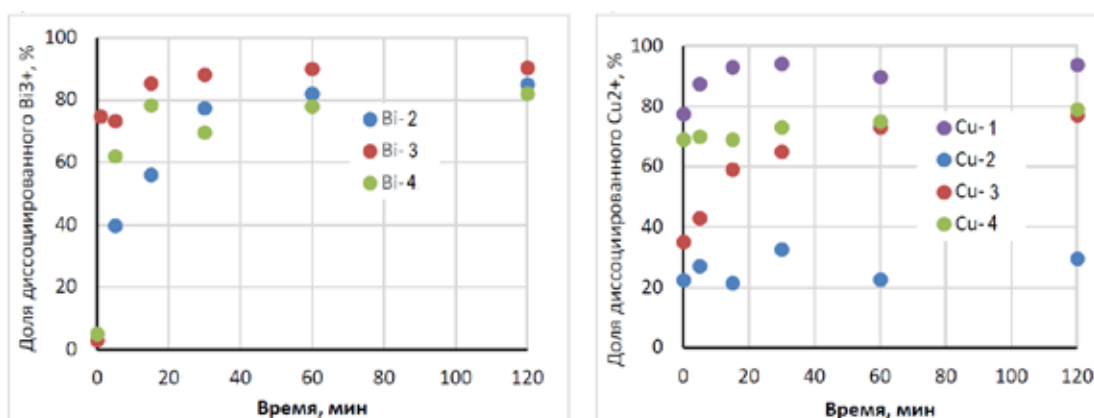 Доля диссоциированного Bi3+, %
100
80
60
40
20
0
0 20 40 60 80 100 120
Время, мин
Bi-2
Bi-3
Bi-4
Доля диссоциированного Cu2+, %
100
80
60
40
20
0
0 20 40 60 80 100 120
Время, мин
Cu-1
Cu-2
Cu-3
Cu-4